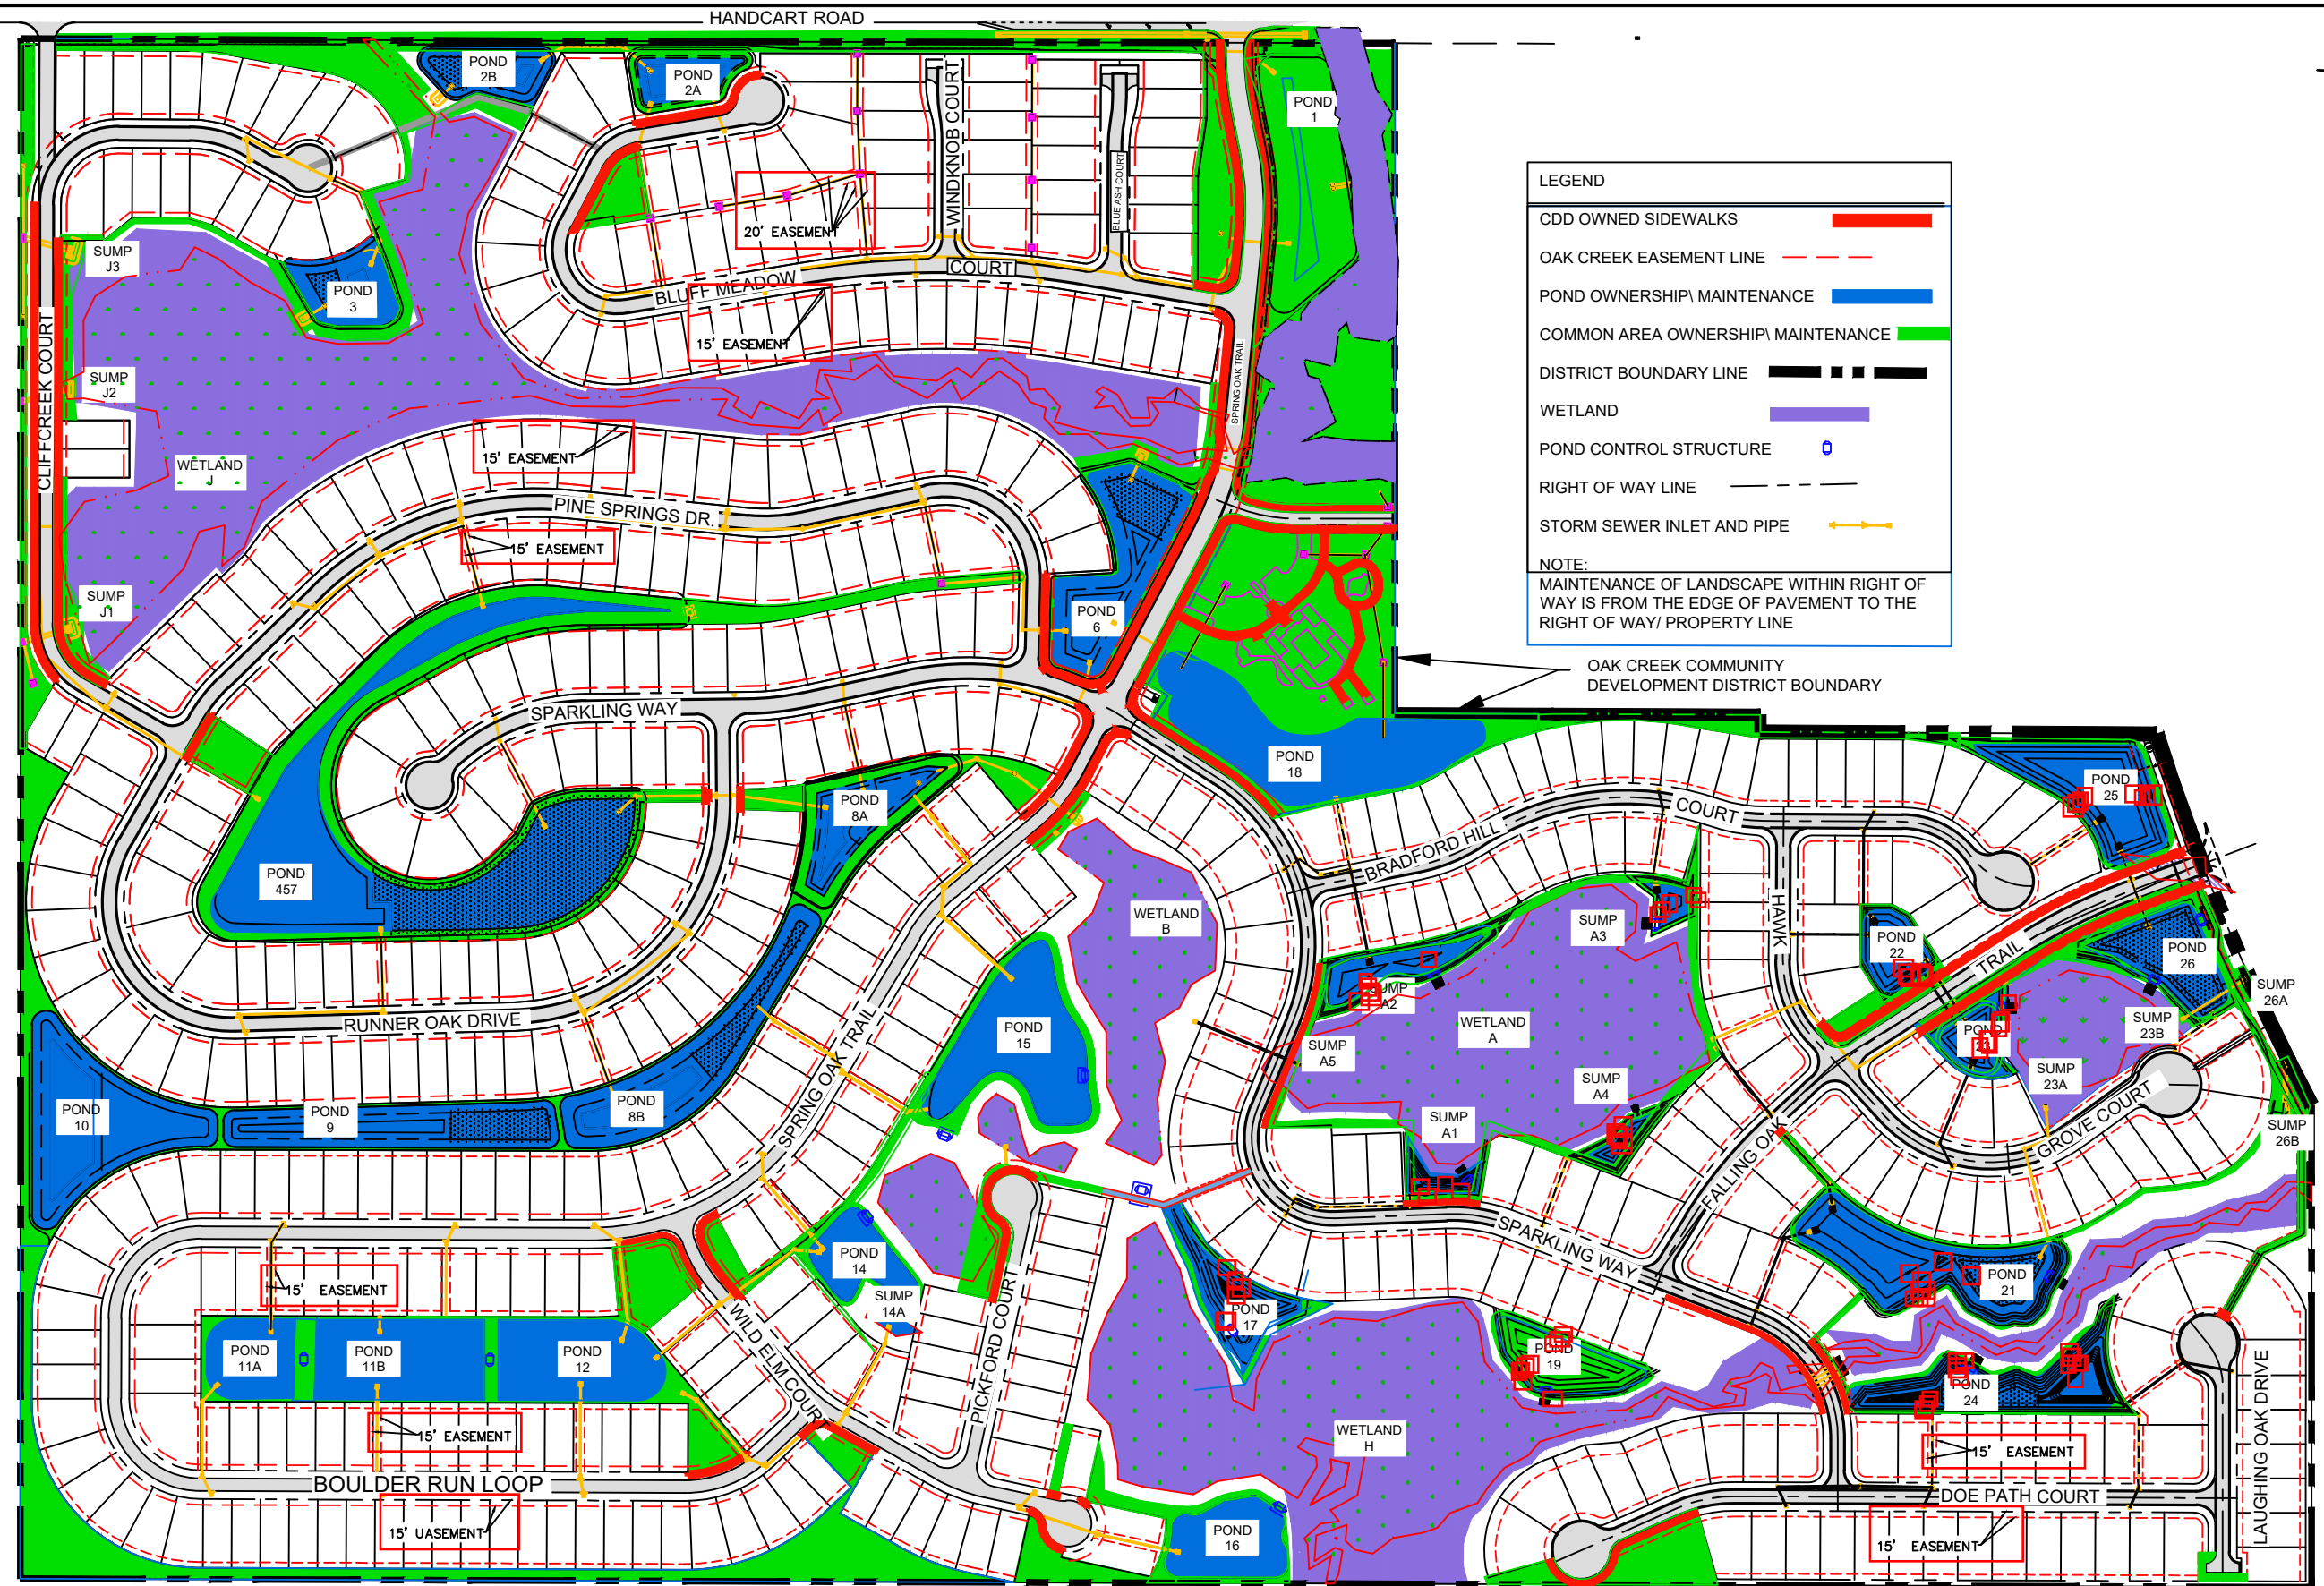 HANDCART ROAD
POND
2B
POND
2A
POND
1
WINDKNOB COURT
BLUE ASH COURT
20' EASEMENT
SUMP
J3
POND
3
BLUFF MEADOW
COURT
15' EASEMENT
SPRING OAK TRAIL
CLIFFCREEK COURT
SUMP
J2
WETLAND
J
15' EASEMENT
PINE SPRINGS DR.
15' EASEMENT
SUMP
J1
POND
6
LEGEND
CDD OWNED SIDEWALKS
OAK CREEK EASEMENT LINE
POND OWNERSHIP\ MAINTENANCE
COMMON AREA OWNERSHIP\ MAINTENANCE
DISTRICT BOUNDARY LINE
WETLAND
POND CONTROL STRUCTURE
RIGHT OF WAY LINE
STORM SEWER INLET AND PIPE
NOTE:
MAINTENANCE OF LANDSCAPE WITHIN RIGHT OF
WAY IS FROM THE EDGE OF PAVEMENT TO THE
RIGHT OF WAY/ PROPERTY LINE
OAK CREEK COMMUNITY
DEVELOPMENT DISTRICT BOUNDARY
SPARKLING WAY
POND
18
POND
25
POND
8A
BRADFORD HILL
COURT
POND
457
WETLAND
B
SUMP
A3
HAWK
POND
22
TRAIL
POND
26
SUMP
26A
SUMP
A2
WETLAND
A
SUMP
23B
RUNNER OAK DRIVE
POND
15
SUMP
A5
POND
SUMP
23A
SPRING OAK TRAIL
POND
10
POND
9
POND
8B
SUMP
A4
SUMP
A1
FALLING OAK
GROVE COURT
SUMP
26B
SPARKLING WAY
POND
14
SUMP
14A
POND
17
POND
21
15' EASEMENT
POND
11A
POND
11B
POND
12
WILD ELM COURT
PICKFORD COURT
POND
19
POND
24
LAUGHING OAK DRIVE
15' EASEMENT
WETLAND
H
15' EASEMENT
BOULDER RUN LOOP
DOE PATH COURT
15' UASEMENT
POND
16
15' EASEMENT